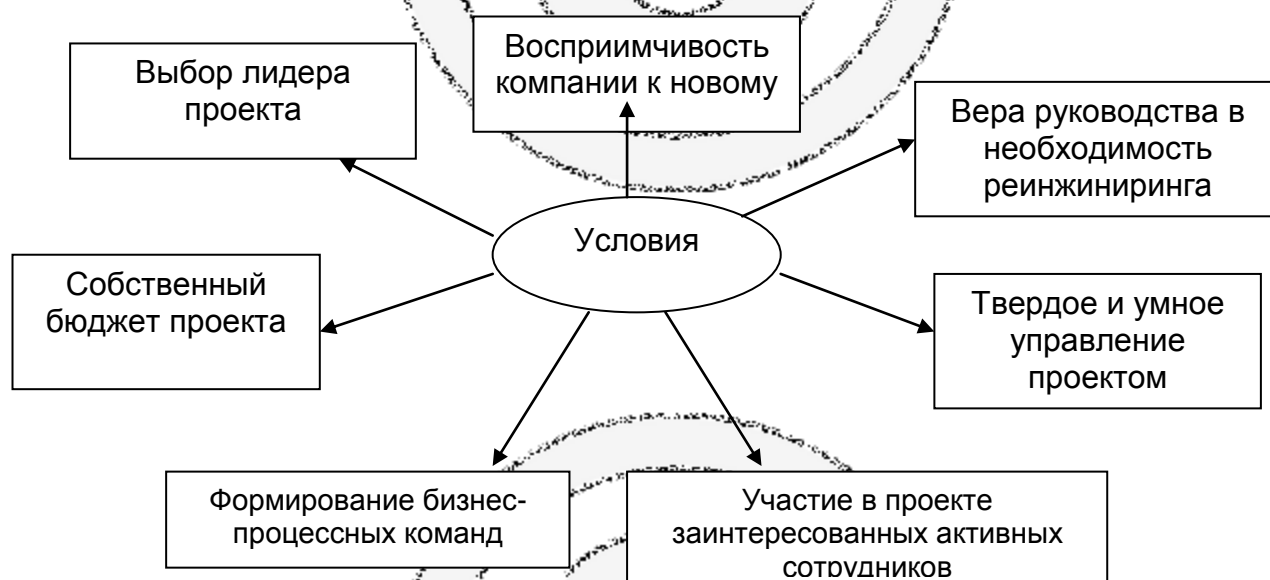 Выбор лидера
проекта
Восприимчивость
компании к новому
Вера руководства в
необходимость
реинжиниринга
Условия
Собственный
бюджет проекта
Твердое и умное
управление
проектом
Формирование бизнес-
процессных команд
Участие в проекте
заинтересованных активных
сотрудников